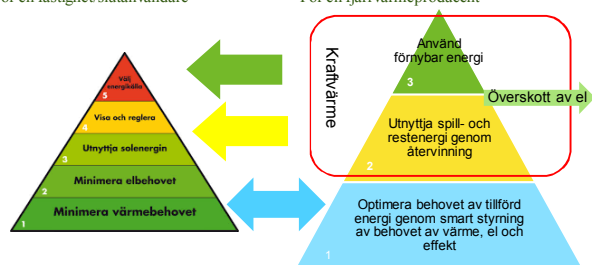 en fastighet/slutanvändare
För en fjärrvärmeproducent
Välj
energikälla
5
Visa och reglera
4
Utnyttja solenergin
3
Minimera elbehovet
2
Minimera värmebehovet
1
Kraftvärme
Använd
förnybar energi
3
Överskott av el
Utnyttja spill- och
restenergi genom
återvinning
2
Optimera behovet av tillförd
energi genom smart styrning
av behovet av värme, el och
effekt
1